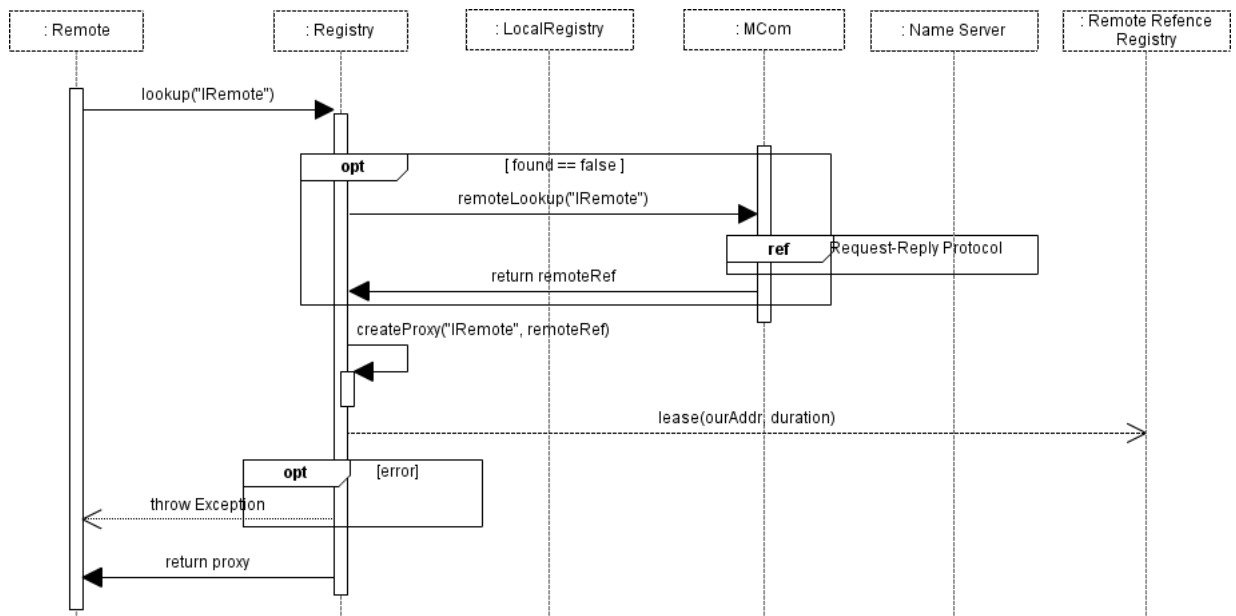 : Remote
: Registry
: LocalRegistry
: MCom
: Name Server
: Remote Refence
Registry
lookup("IRemote")
opt
[ found == false ]
remoteLookup("IRemote")
ref
Request-Reply Protocol
return remoteRef
createProxy("IRemote", remoteRef)
lease(ourAddr, duration)
opt
[error]
throw Exception
return proxy